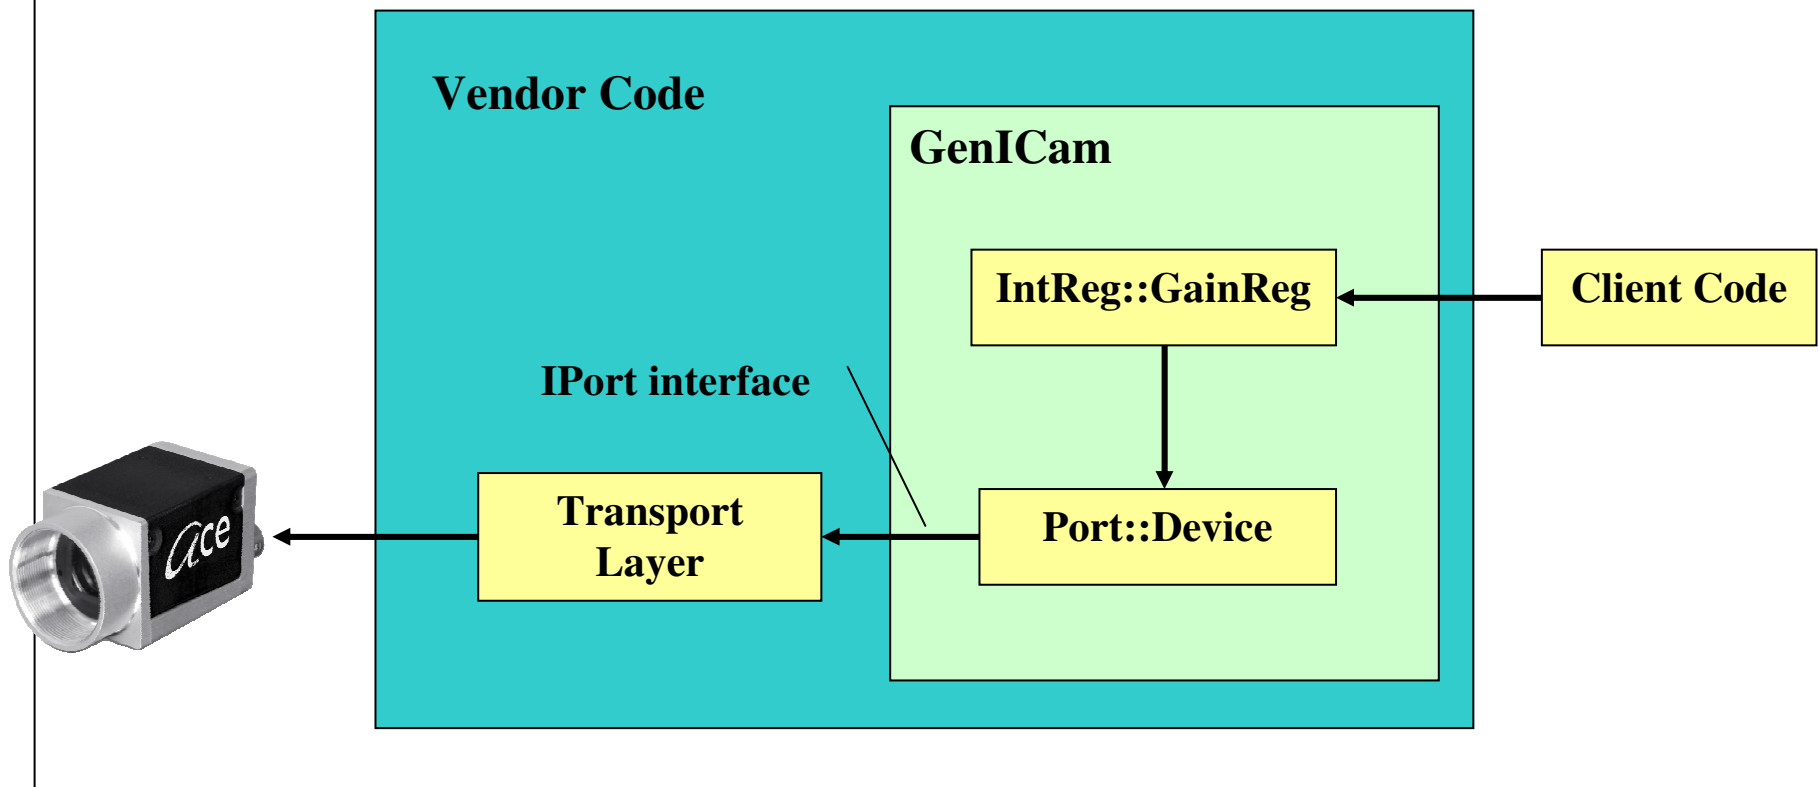 Vendor Code
GenICam
IntReg::GainReg
Client Code
IPort interface
Transport
Layer
Port::Device
ace